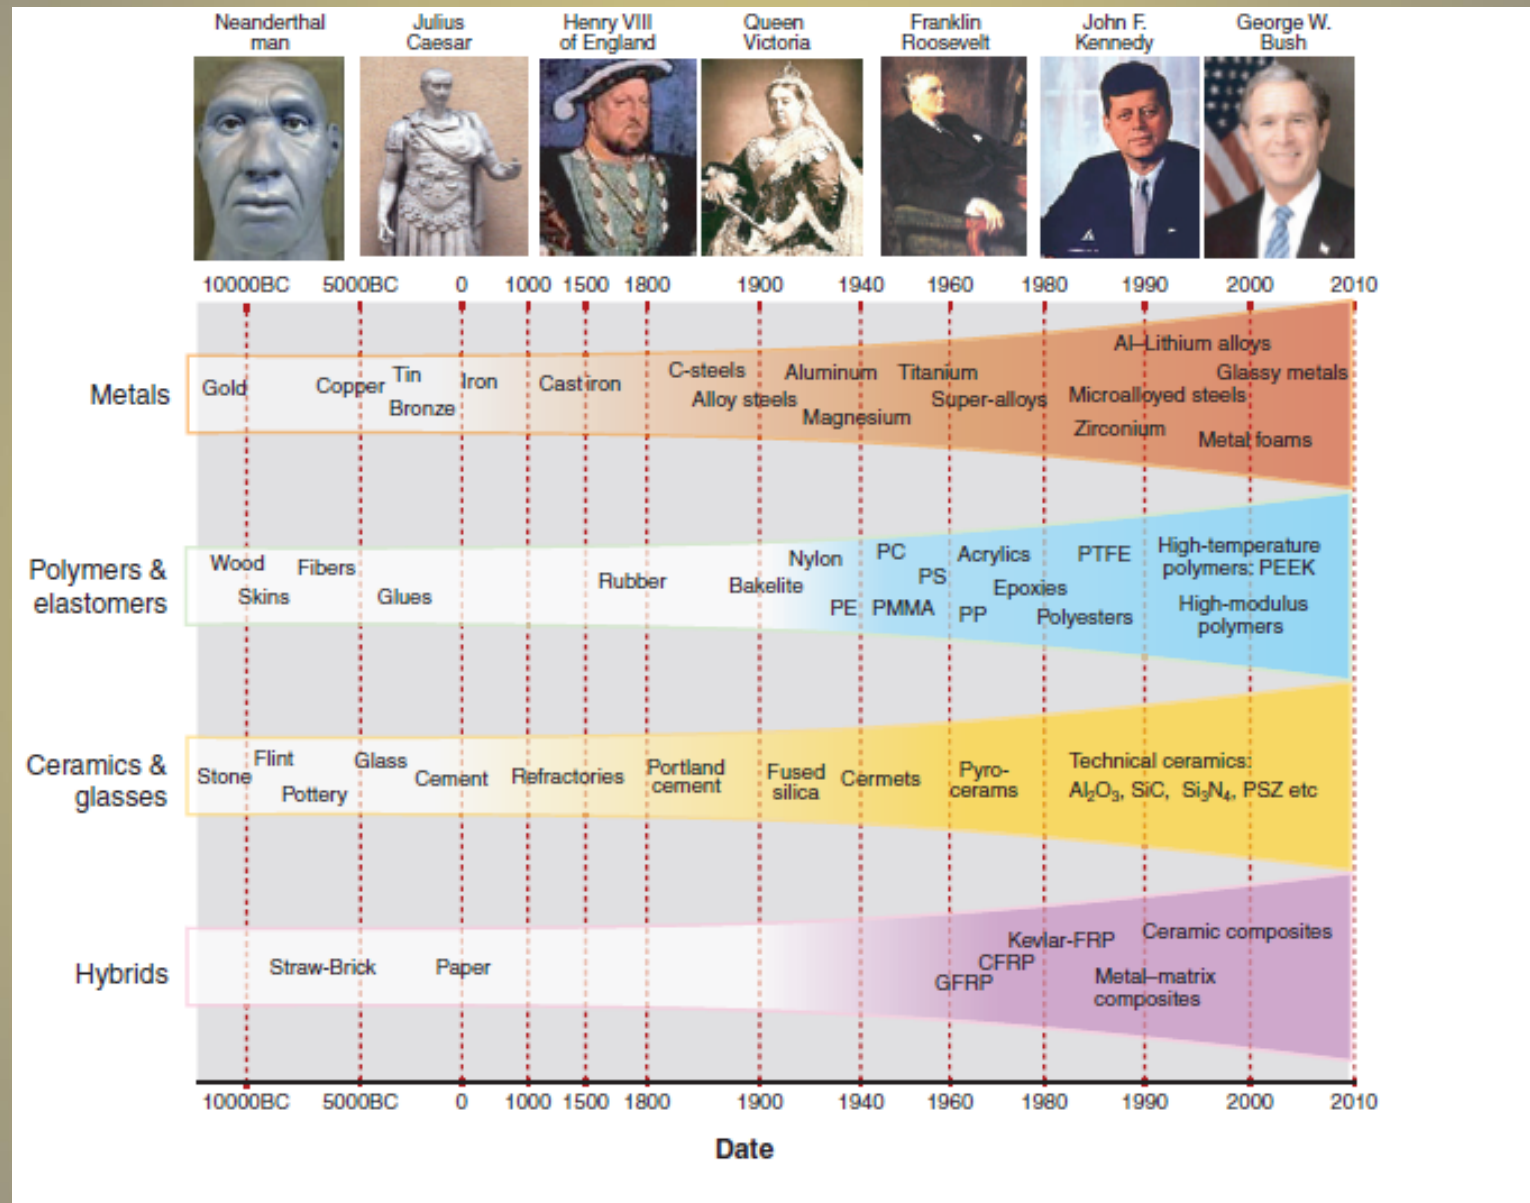 Neanderthal
man
Julius
Caesar
Henry VIII
of England
Queen
Victoria
Franklin
Roosevelt
John F.
Kennedy
George W.
Bush
10000BC 5000BC 0 1000 1500 1800 1900 1940 1960 1980 1990 2000 2010
Metals
Gold
Copper
Tin
Bronze
Iron
Cast iron
C-steels
Alloy steels
Aluminum
Magnesium
Titanium
Super-alloys
Al–Lithium alloys
Glassy metals
Microalloyed steels
Zirconium
Metal foams
Polymers &
elastomers
Wood
Skins
Fibers
Glues
Rubber
Bakelite
Nylon
PE
PC
PS
PMMA
Acrylics
PP
Epoxies
Polyesters
PTFE
High-temperature
polymers: PEEK
High-modulus
polymers
Ceramics &
glasses
Stone
Flint
Pottery
Glass
Cement
Refractories
Portland
cement
Fused
silica
Cermets
Pyro-
cerams
Technical ceramics:
Al₂O₃, SiC, Si₃N₄, PSZ etc
Hybrids
Straw-Brick
Paper
GFRP
CFRP
Kevlar-FRP
Ceramic composites
Metal–matrix
composites
10000BC 5000BC 0 1000 1500 1800 1900 1940 1960 1980 1990 2000 2010
Date